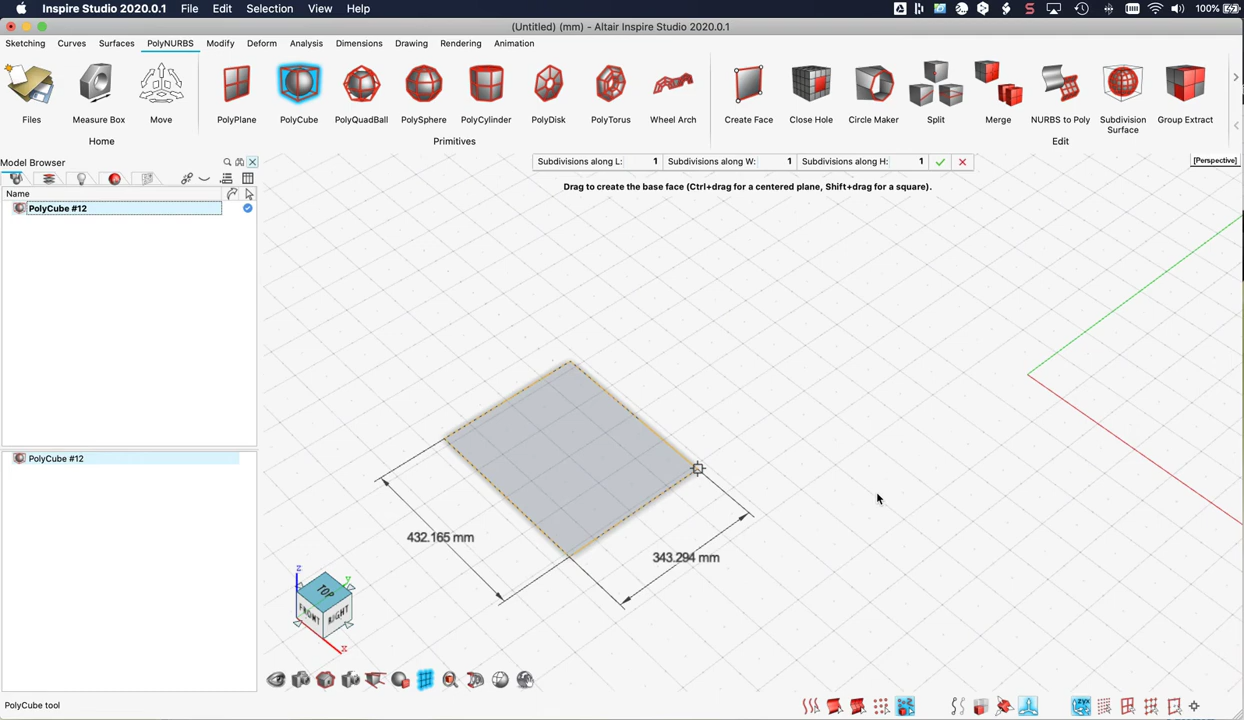 Inspire Studio 2020.0.1 File Edit Selection View Help 100%
(Untitled) (mm) - Altair Inspire Studio 2020.0.1
Sketching Curves Surfaces PolyNURBS Modify Deform Analysis Dimensions Drawing Rendering Animation
Files Measure Box Move PolyPlane PolyCube PolyQuadBall PolySphere PolyCylinder PolyDisk PolyTorus Wheel Arch Create Face Close Hole Circle Maker Split Merge NURBS to Poly Subdivision Surface Group Extract
Home Primitives Edit
Model Browser
Subdivisions along L: 1 Subdivisions along W: 1 Subdivisions along H: 1
[Perspective]
Drag to create the base face (Ctrl+drag for a centered plane, Shift+drag for a square).
Name
PolyCube #12
PolyCube #12
432.165 mm
343.294 mm
TOP
FRONT RIGHT
Z
Y
X
ZYX
PolyCube tool